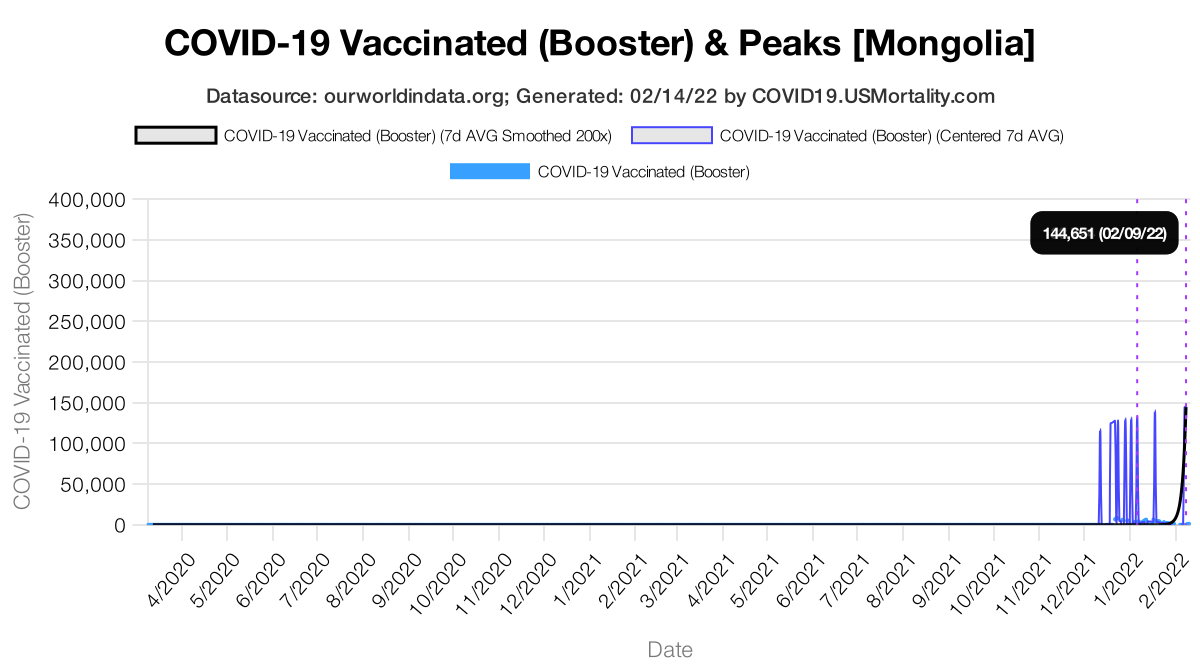 COVID-19 Vaccinated (Booster) & Peaks [Mongolia]
Datasource: ourworldindata.org; Generated: 02/14/22 by COVID19.USMortality.com
COVID-19 Vaccinated (Booster) (7d AVG Smoothed 200x) COVID-19 Vaccinated (Booster) (Centered 7d AVG)
COVID-19 Vaccinated (Booster)
COVID-19 Vaccinated (Booster)
400,000
350,000
300,000
250,000
200,000
150,000
100,000
50,000
0
144,651 (02/09/22)
4/2020 5/2020 6/2020 7/2020 8/2020 9/2020 10/2020 11/2020 12/2020 1/2021 2/2021 3/2021 4/2021 5/2021 6/2021 7/2021 8/2021 9/2021 10/2021 11/2021 12/2021 1/2022 2/2022
Date